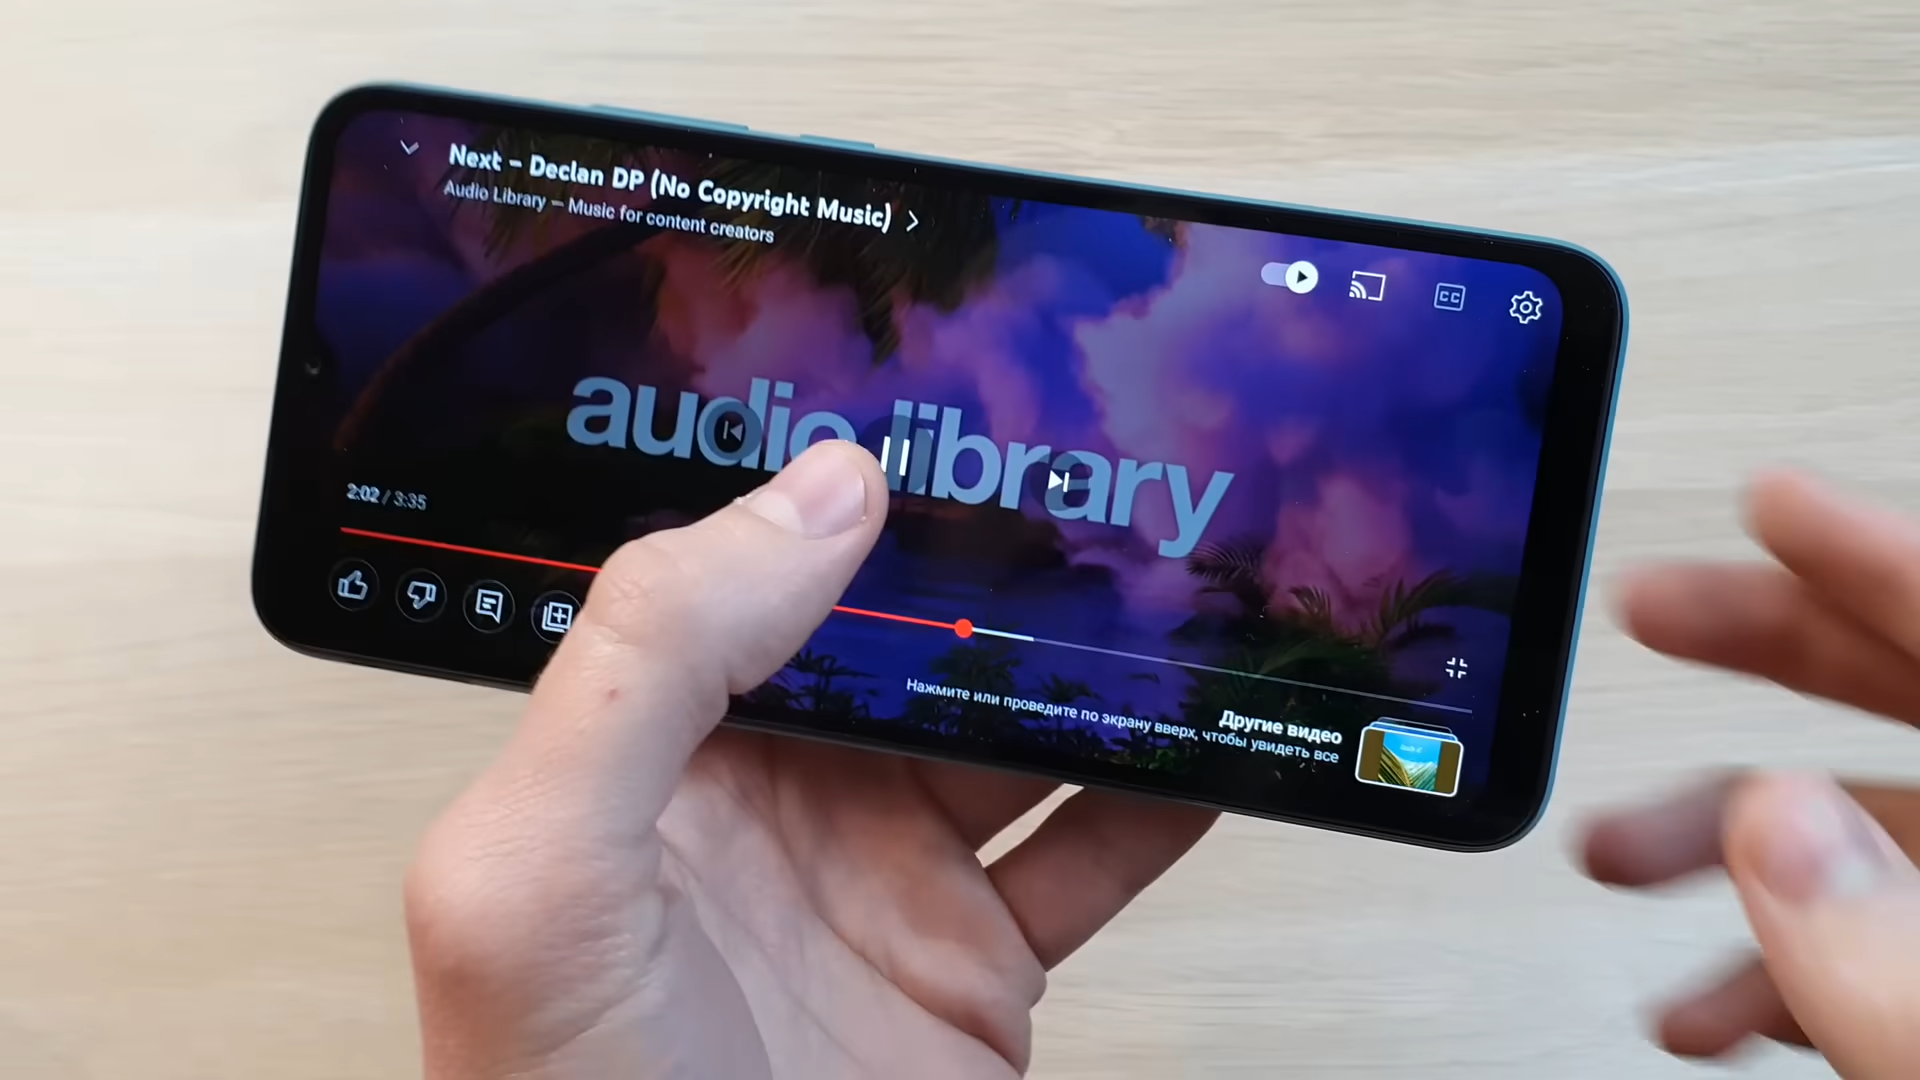 Next – Declan DP (No Copyright Music)
Audio Library – Music for content creators
CC
audio library
2:02 / 3:35
Другие видео
Нажмите или проведите по экрану вверх, чтобы увидеть все